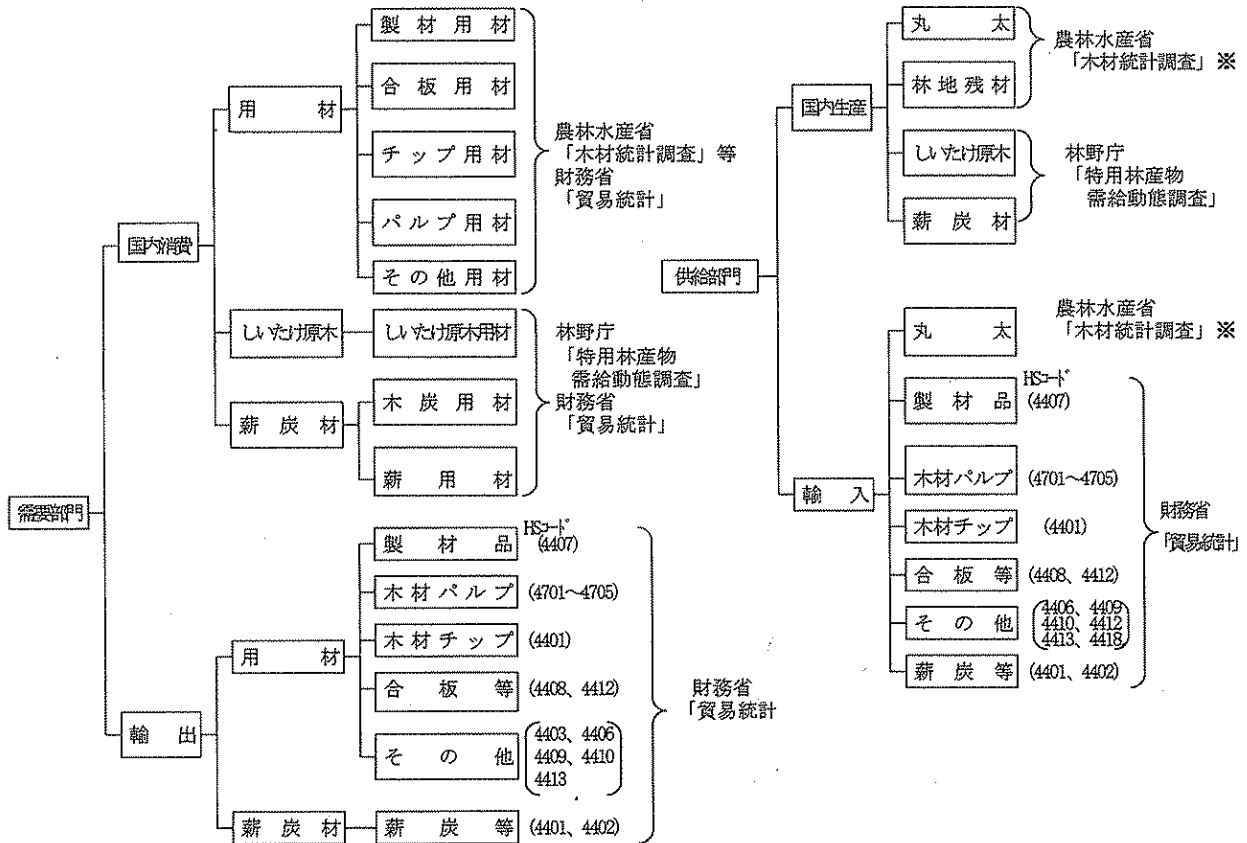 需要部門
国内消費
用材
製材用材
合板用材
チップ用材
パルプ用材
その他用材
農林水産省
「木材統計調査」等
財務省
「貿易統計」
しいたけ原木
しいたけ原木用材
薪炭材
木炭用材
薪用材
林野庁
「特用林産物
需給動態調査」
財務省
「貿易統計」
輸出
用材
HSコード
製材品 (4407)
木材パルプ (4701~4705)
木材チップ (4401)
合板等 (4408、4412)
その他
4403、4406
4409、4410
4413
薪炭材
薪炭等 (4401、4402)
財務省
「貿易統計
供給部門
国内生産
丸太
林地残材
農林水産省
「木材統計調査」※
しいたけ原木
薪炭材
林野庁
「特用林産物
需給動態調査」
輸入
丸太
農林水産省
「木材統計調査」※
HSコード
製材品 (4407)
木材パルプ (4701~4705)
木材チップ (4401)
合板等 (4408、4412)
その他
4406、4409
4410、4412
4413、4418
薪炭等 (4401、4402)
財務省
「貿易統計」